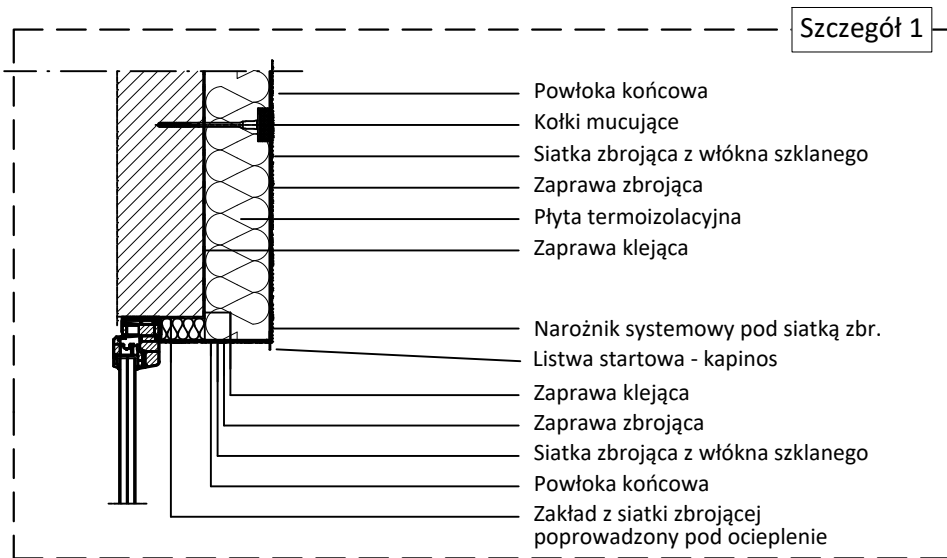 Szczegół 1
Powłoka końcowa
Kołki mucujące
Siatka zbrojąca z włókna szklanego
Zaprawa zbrojąca
Płyta termoizolacyjna
Zaprawa klejąca
Narożnik systemowy pod siatką zbr.
Listwa startowa - kapinos
Zaprawa klejąca
Zaprawa zbrojąca
Siatka zbrojąca z włókna szklanego
Powłoka końcowa
Zakład z siatki zbrojącej
poprowadzony pod ocieplenie